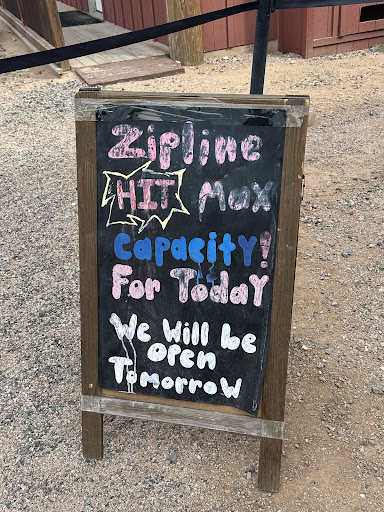 Zipline
HIT Max
Capacity!
For Today
We Will be
open
Tomorrow